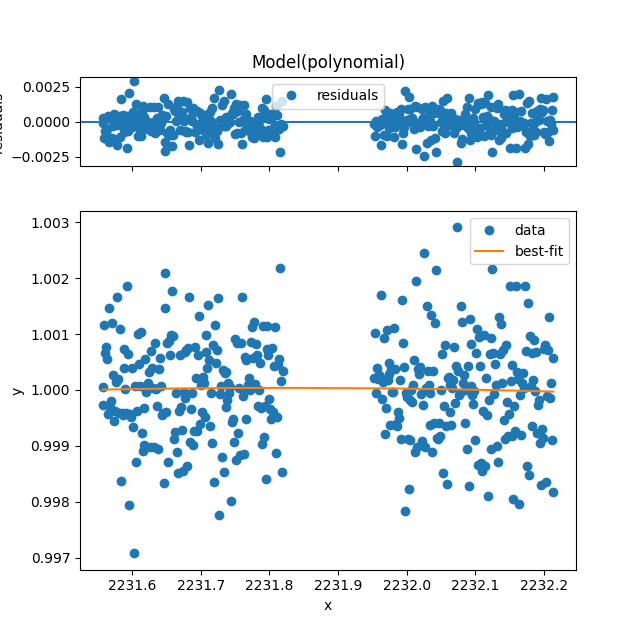 Model(polynomial)
0.0025
0.0000
−0.0025
residuals
1.003
1.002
1.001
1.000
0.999
0.998
0.997
y
data
best-fit
2231.6 2231.7 2231.8 2231.9 2232.0 2232.1 2232.2
x